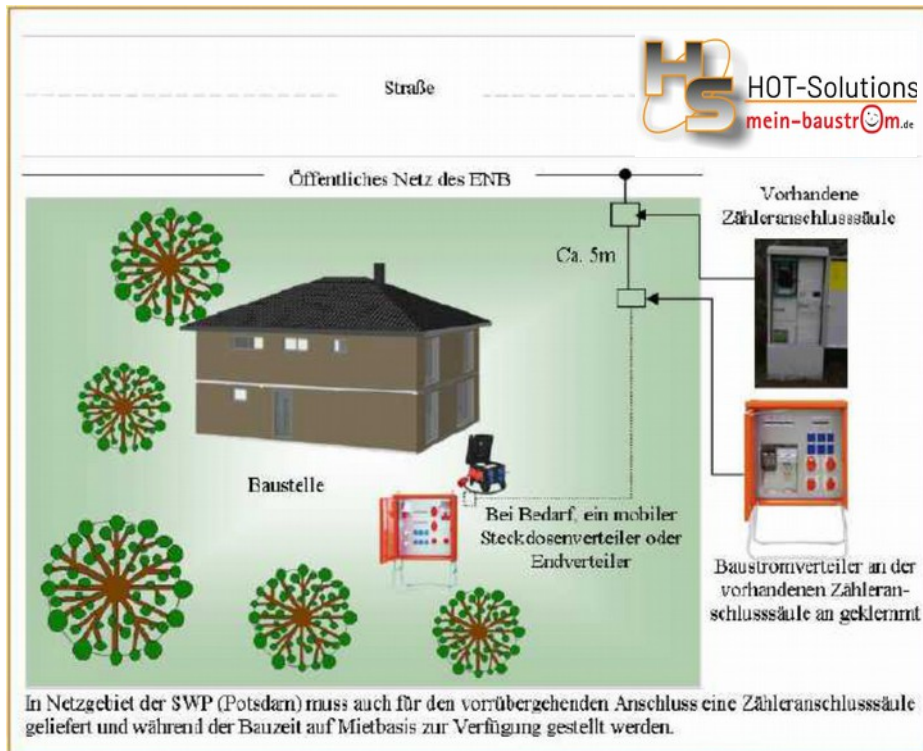 Straße
HS
HOT-Solutions
mein-baustrom.de
Öffentliches Netz des ENB
Vorhandene
Zähleranschlusssäule
Ca. 5m
Baustelle
Bei Bedarf, ein mobiler
Steckdosenverteiler oder
Endverteiler
Baustromverteiler an der
vorhandenen Zähleran-
schlusssäule an geklemmt
In Netzgebiet der SWP (Potsdam) muss auch für den vorrübergehenden Anschluss eine Zähleranschlusssäule
geliefert und während der Bauzeit auf Mietbasis zur Verfügung gestellt werden.